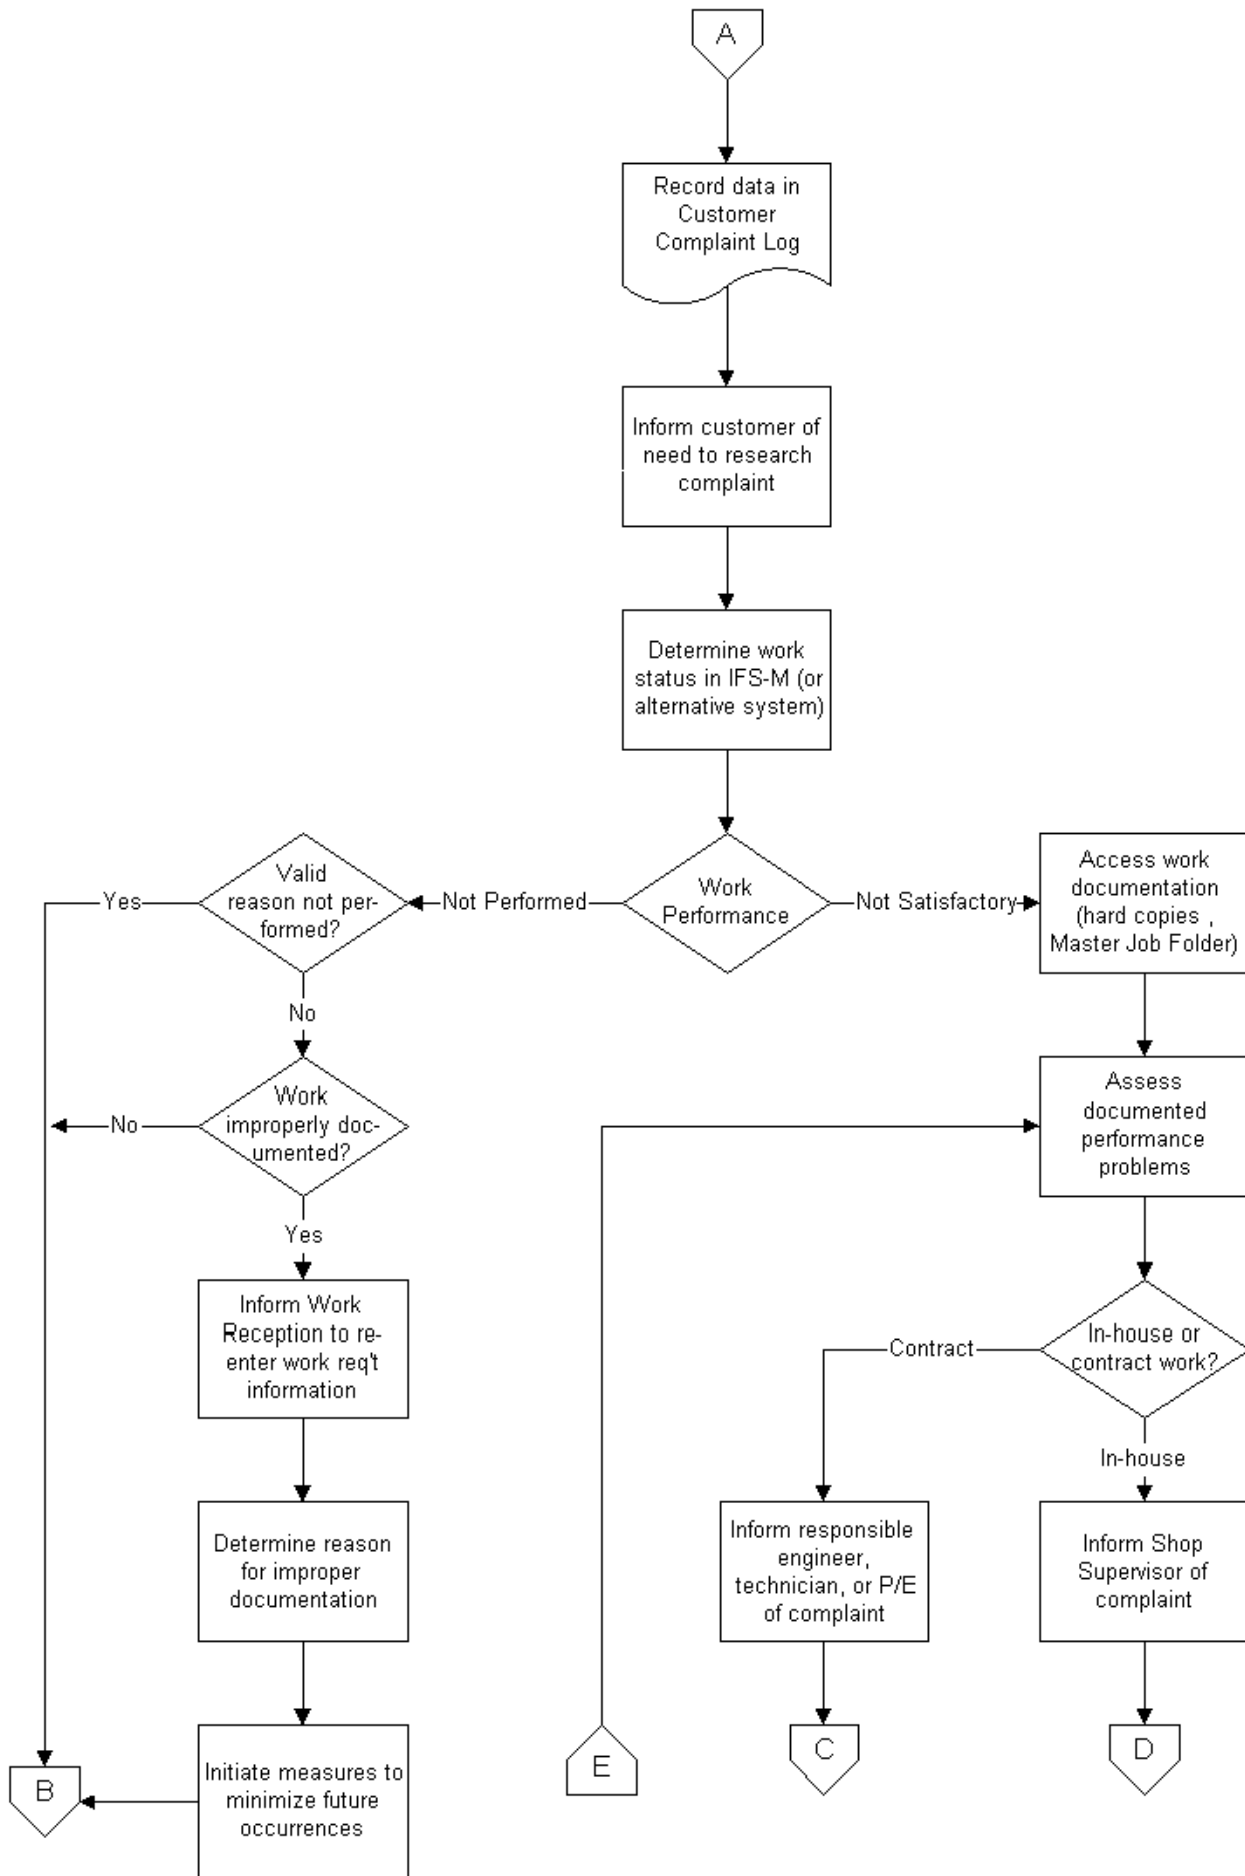 A
Record data in
Customer
Complaint Log
Inform customer of
need to research
complaint
Determine work
status in IFS-M (or
alternative system)
Work
Performance
Not Performed
Valid
reason not per-
formed?
Yes
No
Work
improperly doc-
umented?
No
Yes
Inform Work
Reception to re-
enter work req't
information
Determine reason
for improper
documentation
Initiate measures to
minimize future
occurrences
B
Not Satisfactory
Access work
documentation
(hard copies ,
Master Job Folder)
Assess
documented
performance
problems
In-house or
contract work?
Contract
In-house
Inform responsible
engineer,
technician, or P/E
of complaint
Inform Shop
Supervisor of
complaint
E
C
D